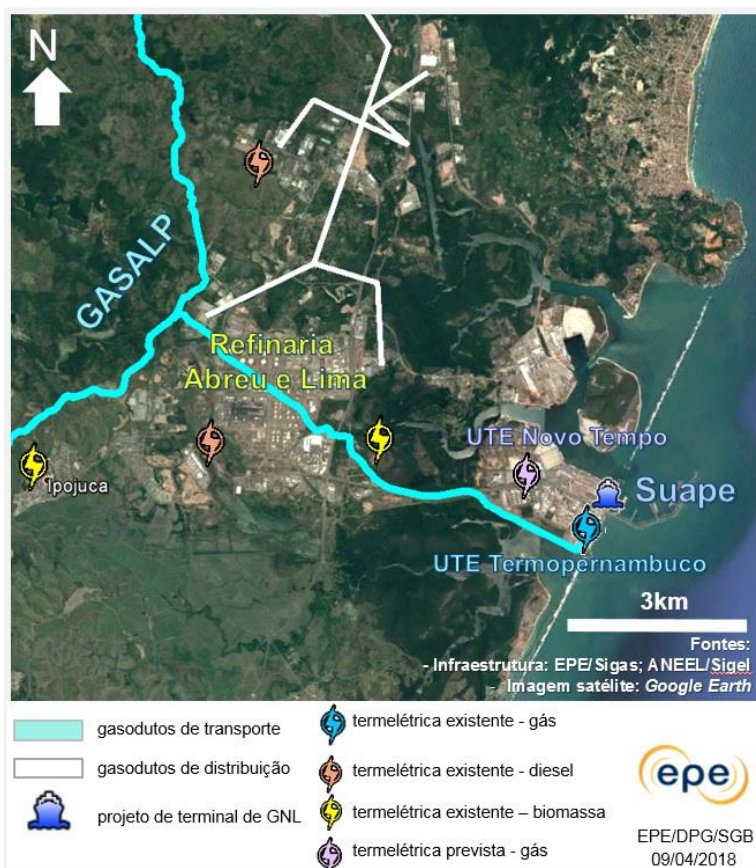 N
GASALP
Refinaria
Abreu e Lima
UTE Novo Tempo
Suape
Ipojuca
UTE Termopernambuco
3km
Fontes:
- Infraestrutura: EPE/Sigas; ANEEL/Sigel
- Imagem satélite: Google Earth
gasodutos de transporte
gasodutos de distribuição
projeto de terminal de GNL
termelétrica existente - gás
termelétrica existente - diesel
termelétrica existente – biomassa
termelétrica prevista - gás
epe
EPE/DPG/SGB
09/04/2018